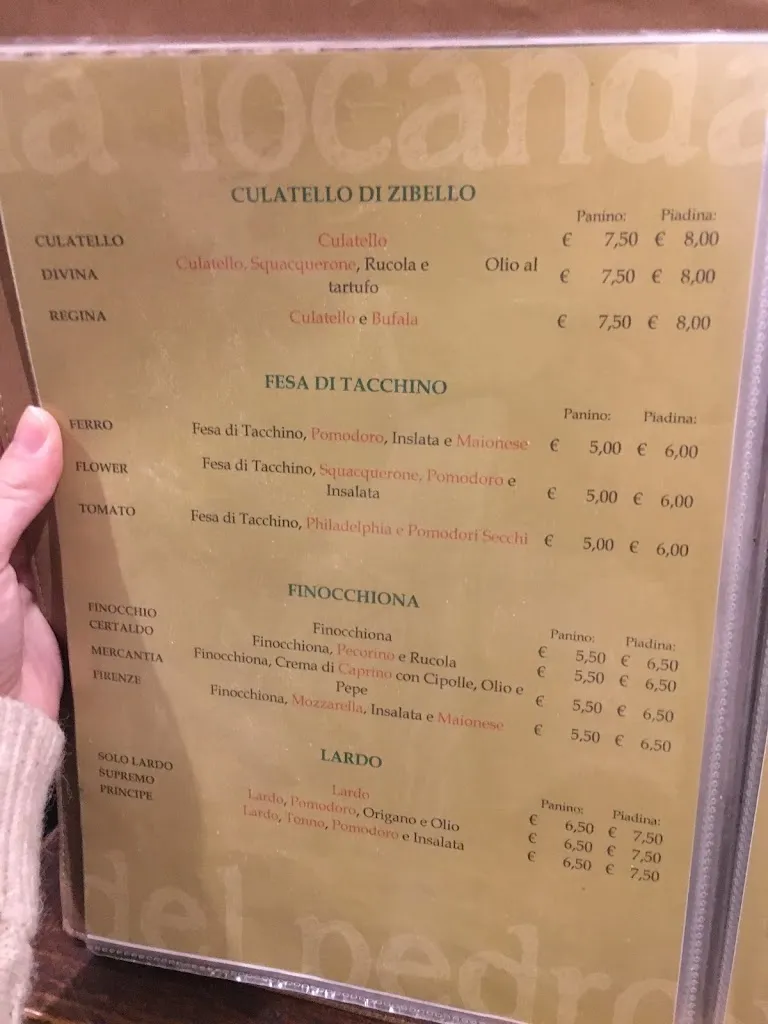 la locanda
CULATELLO DI ZIBELLO
Panino: Piadina:
CULATELLO Culatello € 7,50 € 8,00
DIVINA Culatello, Squacquerone, Rucola e Olio al € 7,50 € 8,00
tartufo
REGINA Culatello e Bufala € 7,50 € 8,00
FESA DI TACCHINO
Panino: Piadina:
FERRO Fesa di Tacchino, Pomodoro, Inslata e Maionese € 5,00 € 6,00
FLOWER Fesa di Tacchino, Squacquerone, Pomodoro e € 5,00 € 6,00
Insalata
TOMATO Fesa di Tacchino, Philadelphia e Pomodori Secchi € 5,00 € 6,00
FINOCCHIONA
Panino: Piadina:
FINOCCHIO Finocchiona € 5,50 € 6,50
CERTALDO Finocchiona, Pecorino e Rucola € 5,50 € 6,50
MERCANTIA Finocchiona, Crema di Caprino con Cipolle, Olio e € 5,50 € 6,50
Pepe
FIRENZE Finocchiona, Mozzarella, Insalata e Maionese € 5,50 € 6,50
LARDO
Panino: Piadina:
SOLO LARDO Lardo € 6,50 € 7,50
SUPREMO Lardo, Pomodoro, Origano e Olio € 6,50 € 7,50
PRINCIPE Lardo, Tonno, Pomodoro e Insalata € 6,50 € 7,50
del pedro